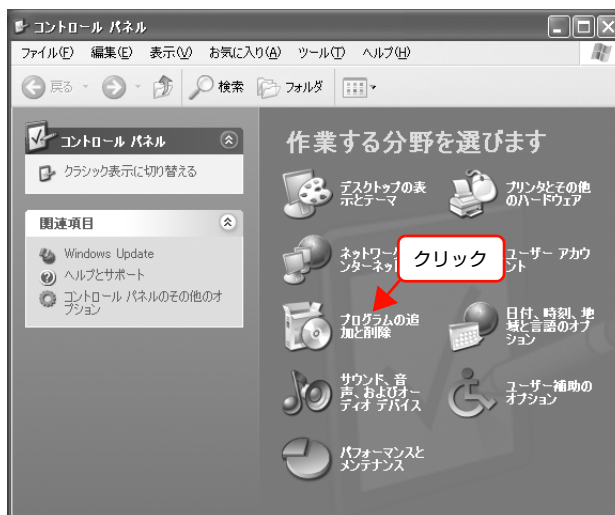 コントロール パネル
ファイル(F) 編集(E) 表示(V) お気に入り(A) ツール(T) ヘルプ(H)
戻る 検索 フォルダ
コントロール パネル
クラシック表示に切り替える
関連項目
Windows Update
ヘルプとサポート
コントロール パネルのその他のオ
プション
作業する分野を選びます
デスクトップの表
示とテーマ
プリンタとその他
のハードウェア
ネットワー
ンターネッ
クリック
ユーザー アカウ
ント
プログラムの追
加と削除
日付、時刻、地
域と言語のオプ
ション
サウンド、音
声、およびオー
ディオ デバイス
ユーザー補助の
オプション
パフォーマンスと
メンテナンス